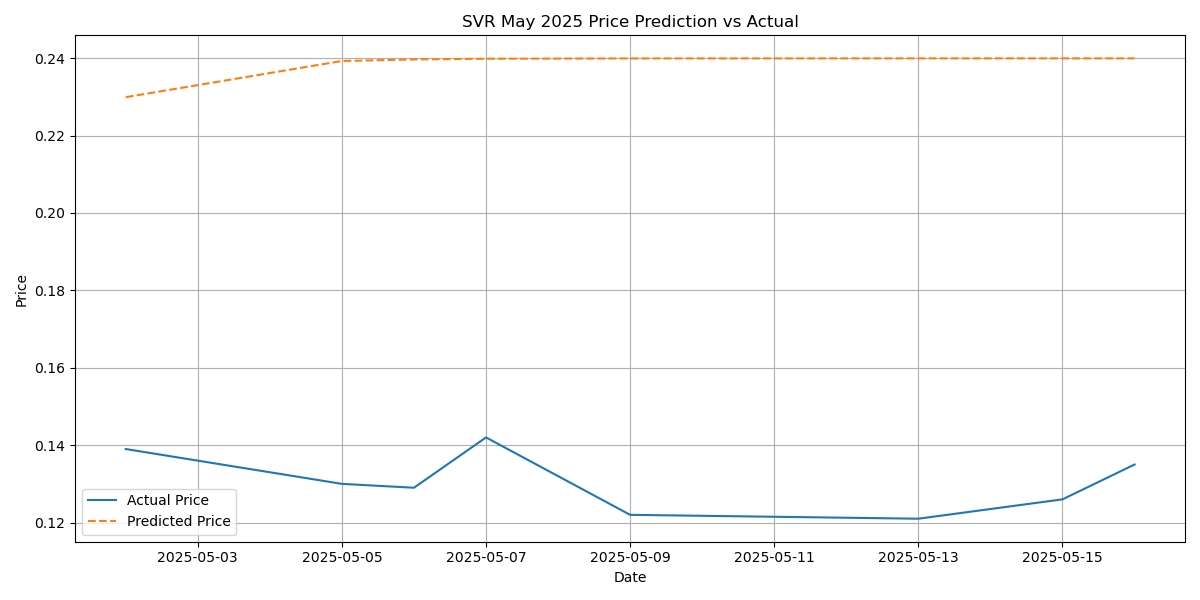 SVR May 2025 Price Prediction vs Actual
Price
0.24
0.22
0.20
0.18
0.16
0.14
0.12
Actual Price
Predicted Price
2025-05-03
2025-05-05
2025-05-07
2025-05-09
2025-05-11
2025-05-13
2025-05-15
Date